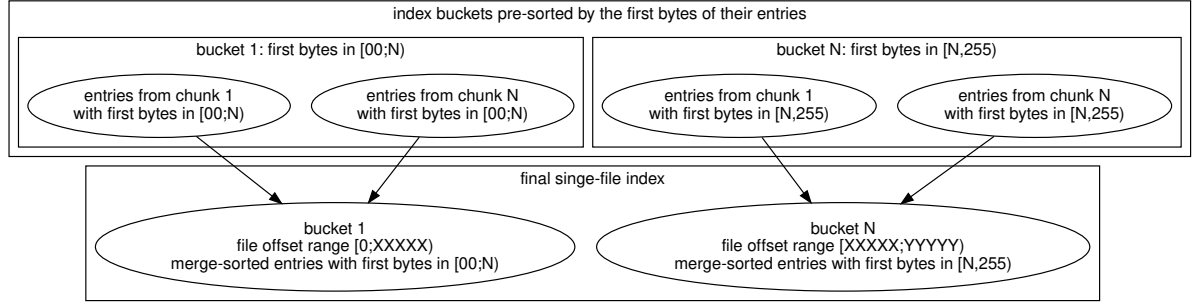 index buckets pre-sorted by the first bytes of their entries
bucket 1: first bytes in [00;N)
bucket N: first bytes in [N,255)
entries from chunk 1
with first bytes in [00;N)
entries from chunk N
with first bytes in [00;N)
entries from chunk 1
with first bytes in [N,255)
entries from chunk N
with first bytes in [N,255)
final singe-file index
bucket 1
file offset range [0;XXXXX)
merge-sorted entries with first bytes in [00;N)
bucket N
file offset range [XXXXX;YYYYY)
merge-sorted entries with first bytes in [N,255)